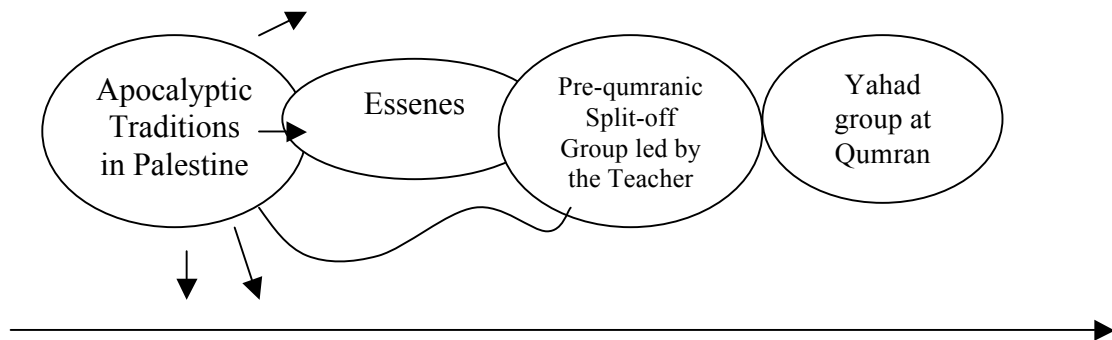 Apocalyptic
Traditions
in Palestine
Essenes
Pre-qumranic
Split-off
Group led by
the Teacher
Yahad
group at
Qumran